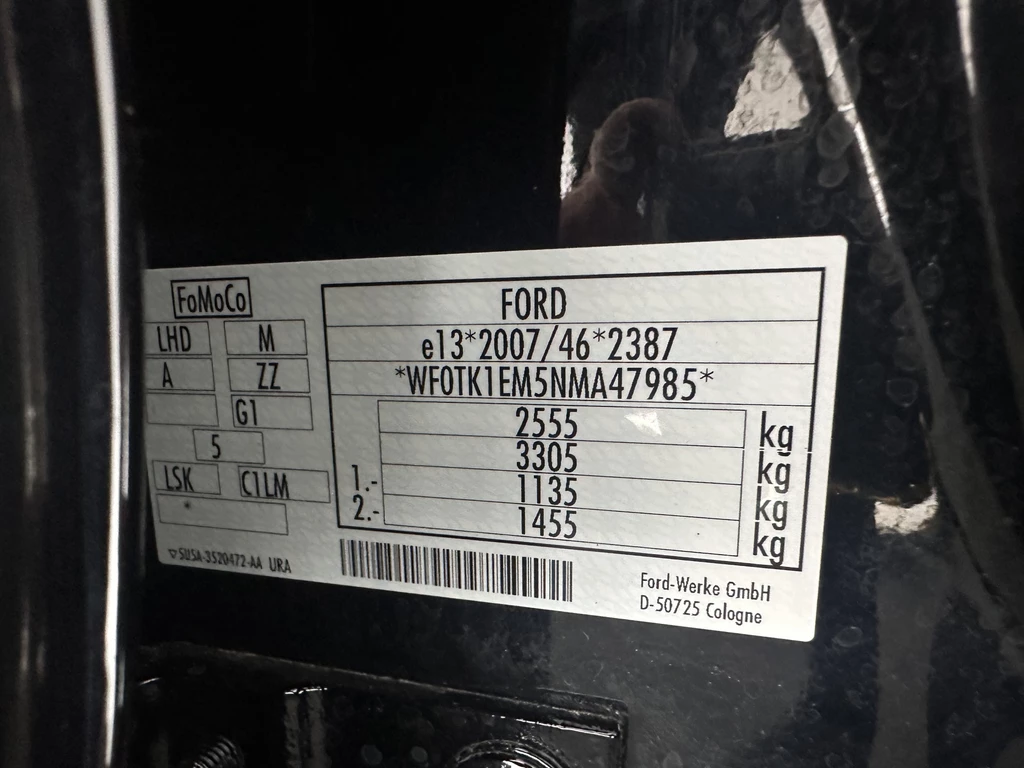 FoMoCo
LHD M
A ZZ
G1
5
LSK C1LM
FORD
e13*2007/46*2387
*WF0TK1EM5NMA47985*
2555 kg
3305 kg
1.- 1135 kg
2.- 1455 kg
5U5A-3520472-AA URA
Ford-Werke GmbH
D-50725 Cologne